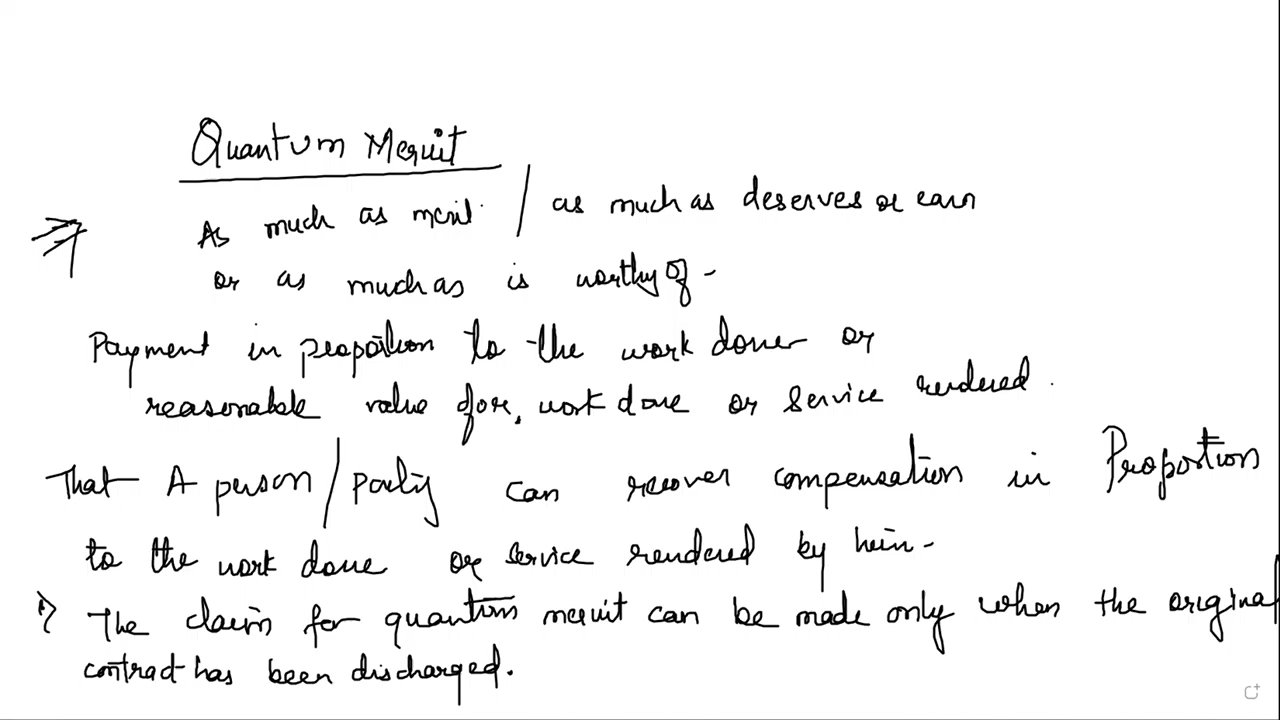 Quantum Meruit
As much as merit / as much as deserves or earn
or as much as is worthy of -
Payment in proportion to the work done or
reasonable value for, work done or service rendered.
That A person / Party can recover compensation in Proportion
to the work done or service rendered by him -
1) The claim for quantum meruit can be made only when the original
contract has been discharged.